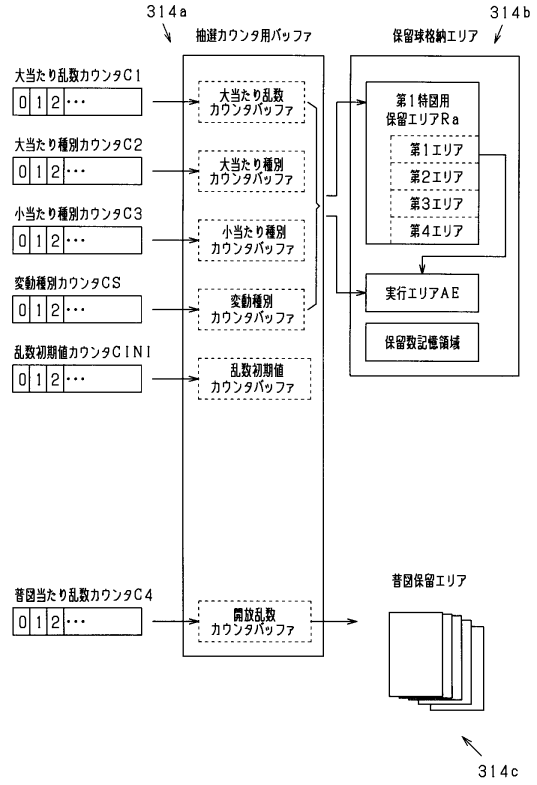 314a
314b
抽選カウンタ用バッファ
保留球格納エリア
大当たり乱数カウンタC1
0 1 2 ···
大当たり乱数
カウンタバッファ
第1特図用
保留エリアRa
第1エリア
第2エリア
第3エリア
第4エリア
大当たり種別カウンタC2
0 1 2 ···
大当たり種別
カウンタバッファ
小当たり種別カウンタC3
0 1 2 ···
小当たり種別
カウンタバッファ
変動種別カウンタCS
0 1 2 ···
変動種別
カウンタバッファ
実行エリアAE
保留数記憶領域
乱数初期値カウンタCINI
0 1 2 ···
乱数初期値
カウンタバッファ
普図当たり乱数カウンタC4
0 1 2 ···
開放乱数
カウンタバッファ
普図保留エリア
314c